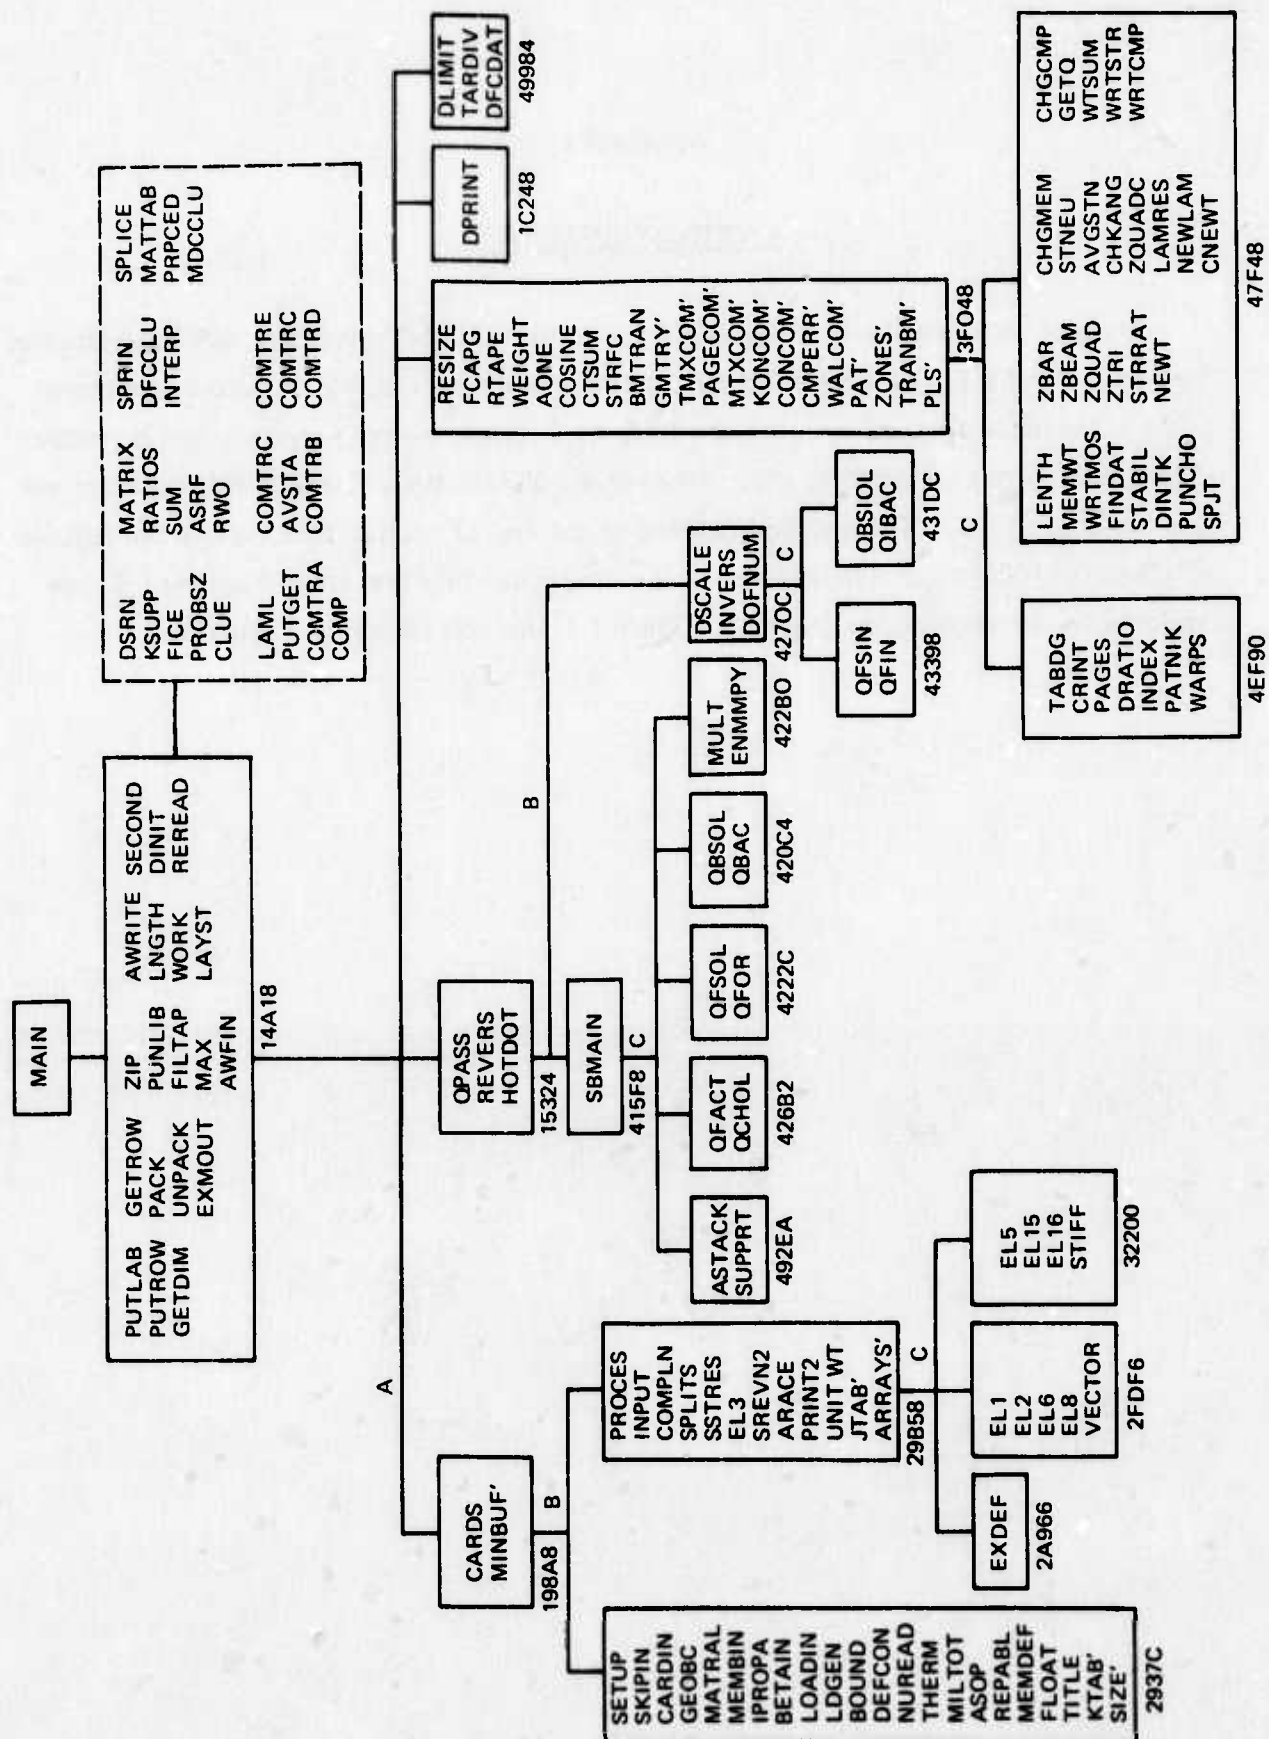 MAIN
PUTLAB GETROW ZIP AWRITE SECOND
PUTROW PACK PUNLIB LNGTH DINIT
GETDIM UNPACK FILTAP WORK REREAD
EXMOUT MAX LAYST
AWFIN
14A18
DSRN MATRIX SPRIN SPLICE
KSUPP RATIOS DFCCLU MATTAB
FICE SUM INTERP PRPCED
PROBSZ ASRF MDCCLU
CLUE RWO
LAML COMTRC COMTRE
PUTGET AVSTA COMTRC
COMTRA COMTRB COMTRD
COMP
A
CARDS
MINBUF'
198A8
B
SETUP
SKIPIN
CARDIN
GEOBC
MATRAL
MEMBIN
IPROPA
BETAIN
LOADIN
LDGEN
BOUND
DEFCON
NUREAD
THERM
MILTOT
ASOP
REPABL
MEMDEF
FLOAT
TITLE
KTAB'
SIZE'
2937C
PROCES
INPUT
COMPLN
SPLITS
SSTRES
EL3
SREVN2
ARACE
PRINT2
UNIT WT
JTAB'
ARRAYS'
29B58
C
EXDEF
2A966
EL1
EL2
EL6
EL8
VECTOR
2FDF6
EL5
EL15
EL16
STIFF
32200
QPASS
REVERS
HOTDOT
15324
B
SBMAIN
415F8
C
ASTACK
SUPPRT
492EA
QFACT
QCHOL
426B2
QFSOL
QFOR
4222C
QBSOL
QBAC
420C4
MULT
ENMMPY
422BO
DSCALE
INVERS
DOFNUM
4270C
C
QFSIN
QFIN
43398
QBSIOL
QIBAC
431DC
RESIZE
FCAPG
RTAPE
WEIGHT
AONE
COSINE
CTSUM
STRFC
BMTRAN
GMTRY'
TMXCOM'
PAGECOM'
MTXCOM'
KONCOM'
CONCOM'
CMPERR'
WALCOM'
PAT'
ZONES'
TRANBM'
PLS'
3FO48
C
TABDG
CRINT
PAGES
DRATIO
INDEX
PATNIK
WARPS
4EF90
LENTH ZBAR CHGMEM CHGCMP
MEMWT ZBEAM STNEU GETQ
WRTMOS ZQUAD AVGSTN WTSUM
FINDAT ZTRI CHKANG WRTSTR
STABIL STRRAT ZQUADC WRTCMP
DINTK NEWT LAMRES
PUNCHO NEWLAM
SPJT CNEWT
47F48
DPRINT
1C248
DLIMIT
TARDIV
DFCDAT
49984